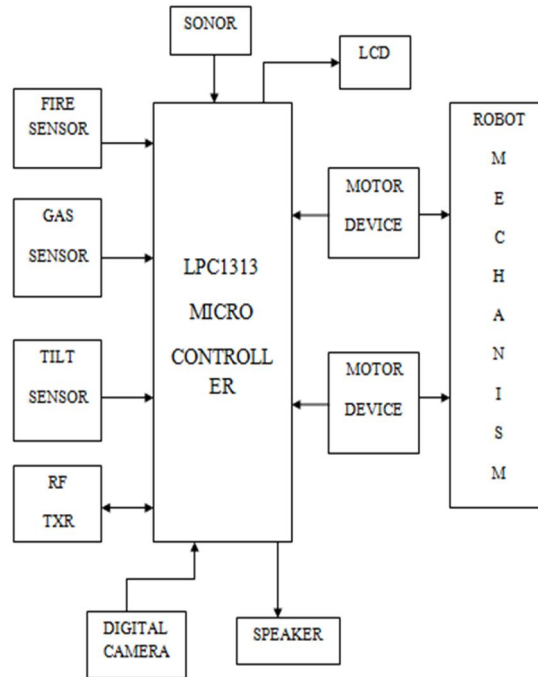 SONOR
LCD
FIRE
SENSOR
GAS
SENSOR
TILT
SENSOR
RF
TXR
LPC1313
MICRO
CONTROLL
ER
MOTOR
DEVICE
MOTOR
DEVICE
ROBOT
M
E
C
H
A
N
I
S
M
DIGITAL
CAMERA
SPEAKER